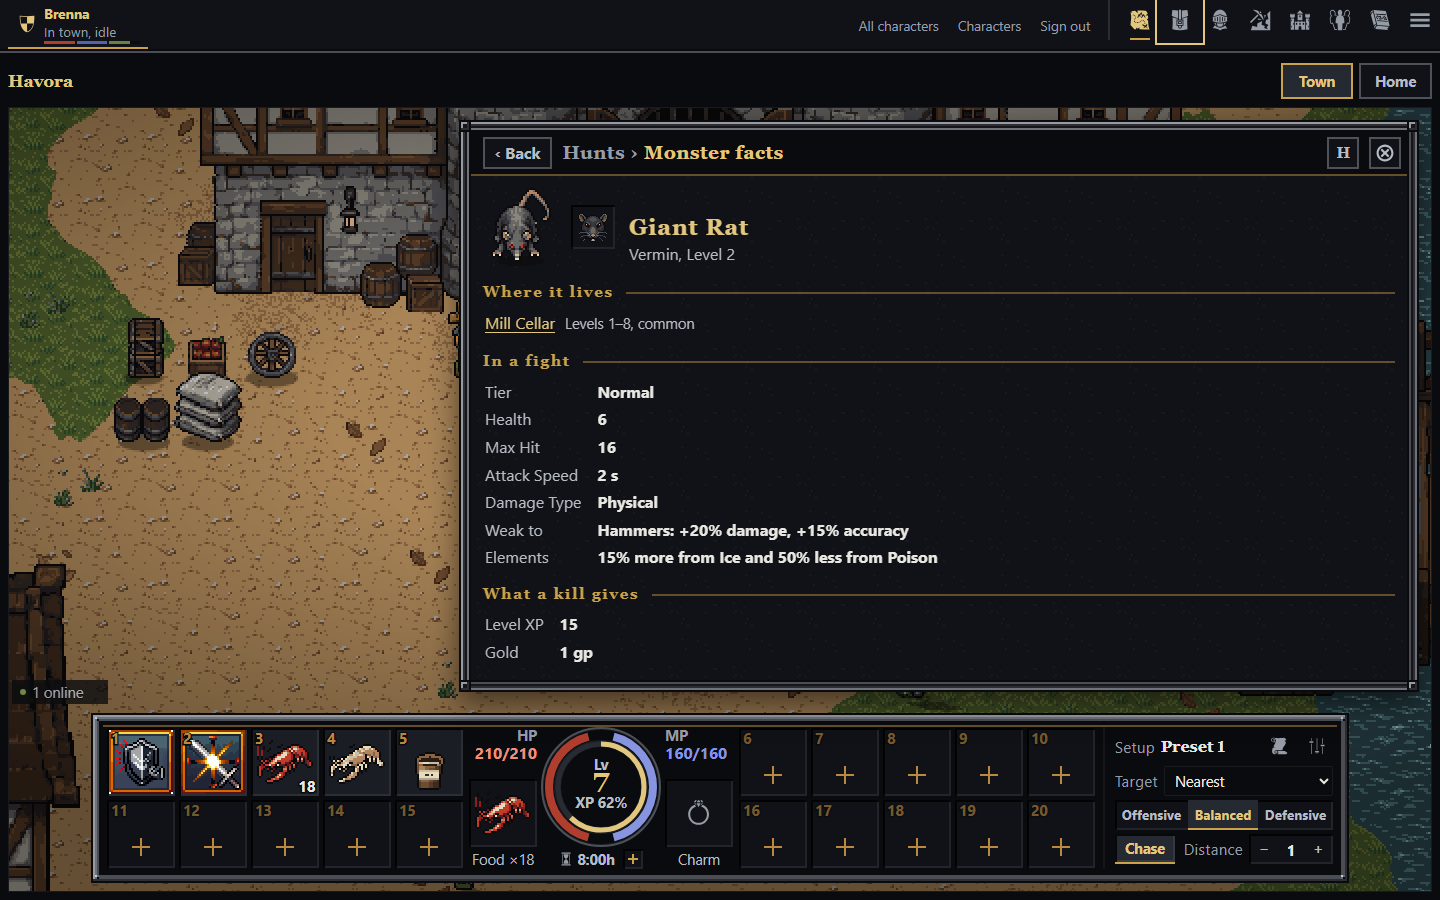 Brenna
In town, idle
All characters
Characters
Sign out
Havora
Town
Home
‹ Back
Hunts › Monster facts
H
Giant Rat
Vermin, Level 2
Where it lives
Mill Cellar Levels 1–8, common
In a fight
Tier Normal
Health 6
Max Hit 16
Attack Speed 2 s
Damage Type Physical
Weak to Hammers: +20% damage, +15% accuracy
Elements 15% more from Ice and 50% less from Poison
What a kill gives
Level XP 15
Gold 1 gp
1 online
1
2
3
18
4
5
11
12
13
14
15
HP
210/210
Food ×18
Lv
7
XP 62%
8:00h +
MP
160/160
Charm
6
7
8
9
10
16
17
18
19
20
Setup Preset 1
Target Nearest
Offensive Balanced Defensive
Chase Distance − 1 +